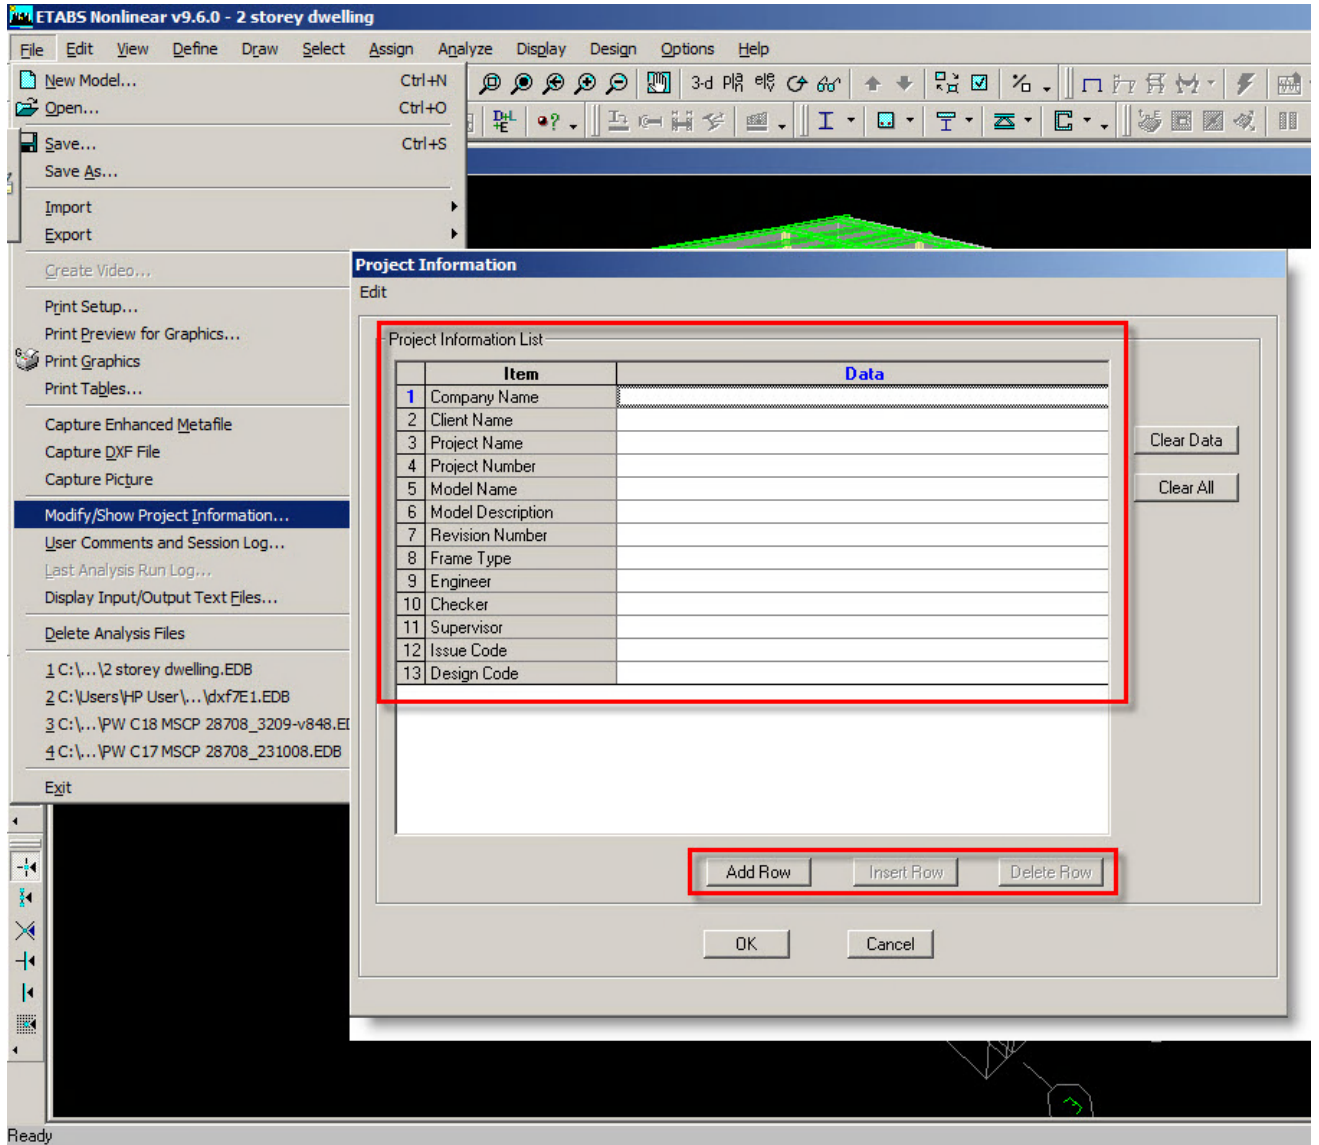 ETABS Nonlinear v9.6.0 - 2 storey dwelling
File Edit View Define Draw Select Assign Analyze Display Design Options Help
New Model... Ctrl+N
Open... Ctrl+O
Save... Ctrl+S
Save As...
Import
Export
Create Video...
Print Setup...
Print Preview for Graphics...
Print Graphics
Print Tables...
Capture Enhanced Metafile
Capture DXF File
Capture Picture
Modify/Show Project Information...
User Comments and Session Log...
Last Analysis Run Log...
Display Input/Output Text Files...
Delete Analysis Files
1 C:\...\2 storey dwelling.EDB
2 C:\Users\HP User\...\dxf7E1.EDB
3 C:\...\PW C18 MSCP 28708_3209-v848.E
4 C:\...\PW C17 MSCP 28708_231008.EDB
Exit
3-d
Project Information
Edit
Project Information List
Item Data
1 Company Name
2 Client Name
3 Project Name
4 Project Number
5 Model Name
6 Model Description
7 Revision Number
8 Frame Type
9 Engineer
10 Checker
11 Supervisor
12 Issue Code
13 Design Code
Clear Data
Clear All
Add Row Insert Row Delete Row
OK Cancel
Ready